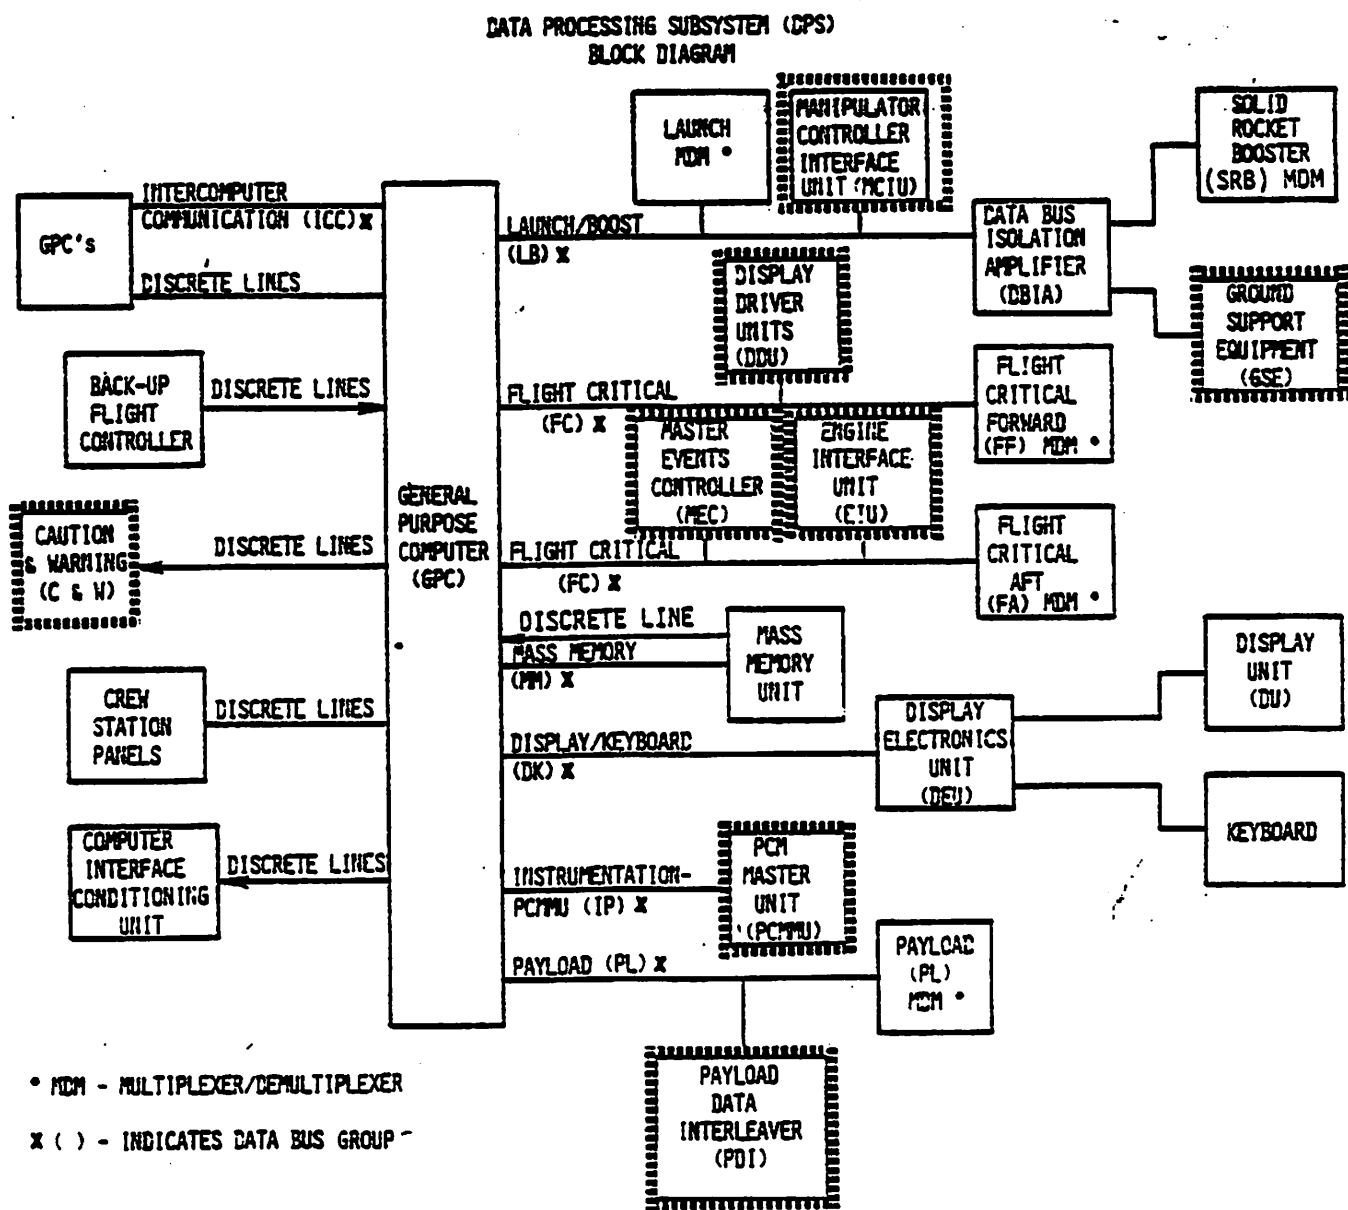 DATA PROCESSING SUBSYSTEM (DPS)
BLOCK DIAGRAM
LAUNCH
MDM *
MANIPULATOR
CONTROLLER
INTERFACE
UNIT (MCIU)
SOLID
ROCKET
BOOSTER
(SRB) MDM
GPC's
INTERCOMPUTER
COMMUNICATION (ICC) X
DISCRETE LINES
LAUNCH/BOOST
(LB) X
DATA BUS
ISOLATION
AMPLIFIER
(DBIA)
DISPLAY
DRIVER
UNITS
(DDU)
GROUND
SUPPORT
EQUIPMENT
(GSE)
BACK-UP
FLIGHT
CONTROLLER
DISCRETE LINES
FLIGHT CRITICAL
(FC) X
FLIGHT
CRITICAL
FORWARD
(FF) MDM *
MASTER
EVENTS
CONTROLLER
(MEC)
ENGINE
INTERFACE
UNIT
(EIU)
GENERAL
PURPOSE
COMPUTER
(GPC)
CAUTION
& WARNING
(C & W)
DISCRETE LINES
FLIGHT CRITICAL
(FC) X
FLIGHT
CRITICAL
AFT
(FA) MDM *
DISCRETE LINE
MASS MEMORY
(MM) X
MASS
MEMORY
UNIT
DISPLAY
UNIT
(DU)
CREW
STATION
PANELS
DISCRETE LINES
DISPLAY/KEYBOARD
(DK) X
DISPLAY
ELECTRONICS
UNIT
(DEU)
KEYBOARD
COMPUTER
INTERFACE
CONDITIONING
UNIT
DISCRETE LINES
INSTRUMENTATION-
PCMMU (IP) X
PCM
MASTER
UNIT
(PCMMU)
PAYLOAD (PL) X
PAYLOAD
(PL)
MDM *
PAYLOAD
DATA
INTERLEAVER
(PDI)
* MDM - MULTIPLEXER/DEMULTIPLEXER
X ( ) - INDICATES DATA BUS GROUP